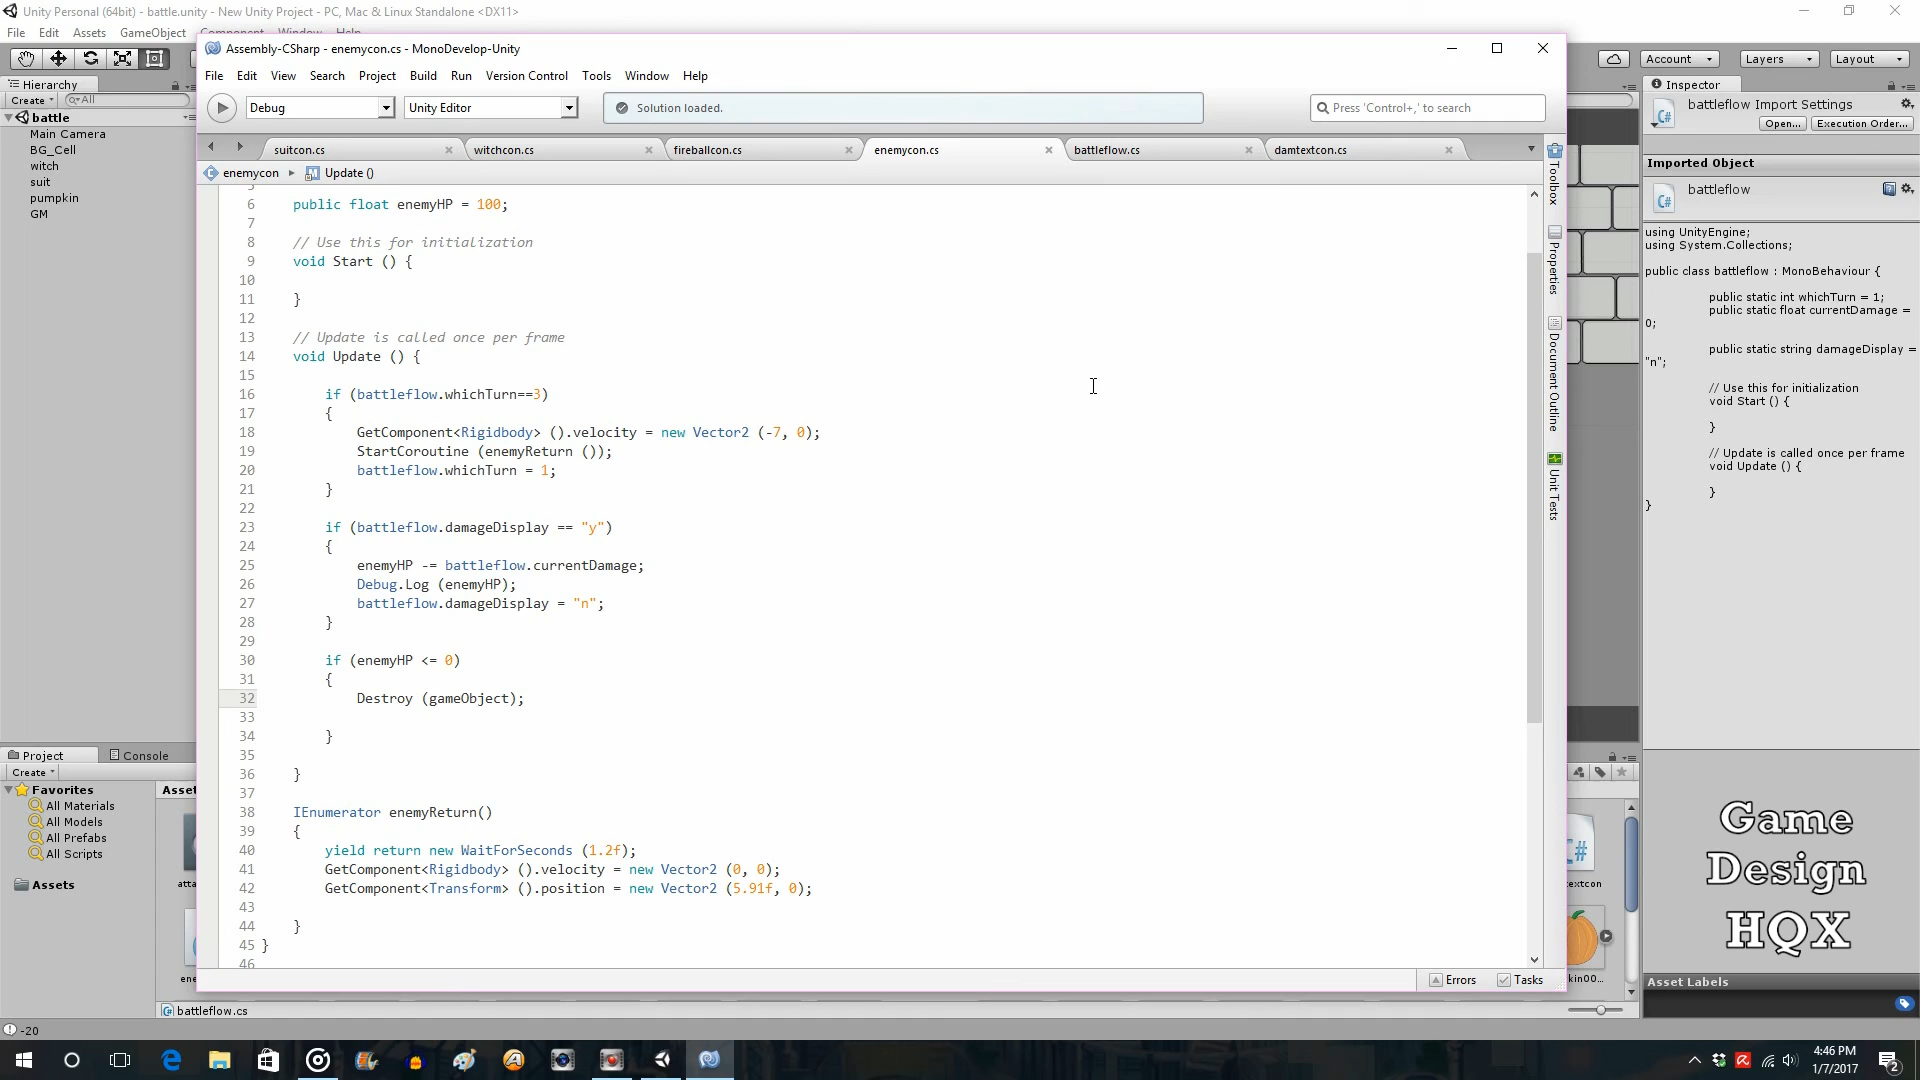 Unity Personal (64bit) - battle.unity - New Unity Project - PC, Mac & Linux Standalone <DX11>
File Edit Assets GameObject Component Window Help
Account Layers Layout
Hierarchy
Create All
battle
Main Camera
BG_Cell
witch
suit
pumpkin
GM
Assembly-CSharp - enemycon.cs - MonoDevelop-Unity
File Edit View Search Project Build Run Version Control Tools Window Help
Debug Unity Editor Solution loaded. Press 'Control+,' to search
suitcon.cs witchcon.cs fireballcon.cs enemycon.cs battleflow.cs damtextcon.cs
enemycon Update ()
5
6 public float enemyHP = 100;
7
8 // Use this for initialization
9 void Start () {
10
11 }
12
13 // Update is called once per frame
14 void Update () {
15
16 if (battleflow.whichTurn==3)
17 {
18 GetComponent<Rigidbody> ().velocity = new Vector2 (-7, 0);
19 StartCoroutine (enemyReturn ());
20 battleflow.whichTurn = 1;
21 }
22
23 if (battleflow.damageDisplay == "y")
24 {
25 enemyHP -= battleflow.currentDamage;
26 Debug.Log (enemyHP);
27 battleflow.damageDisplay = "n";
28 }
29
30 if (enemyHP <= 0)
31 {
32 Destroy (gameObject);
33
34 }
35
36 }
37
38 IEnumerator enemyReturn()
39 {
40 yield return new WaitForSeconds (1.2f);
41 GetComponent<Rigidbody> ().velocity = new Vector2 (0, 0);
42 GetComponent<Transform> ().position = new Vector2 (5.91f, 0);
43
44 }
45 }
46
Errors Tasks
Toolbox
Properties
Document Outline
Unit Tests
Inspector
battleflow Import Settings
Open... Execution Order...
Imported Object
battleflow
using UnityEngine;
using System.Collections;
public class battleflow : MonoBehaviour {
public static int whichTurn = 1;
public static float currentDamage =
0;
public static string damageDisplay =
"n";
// Use this for initialization
void Start () {
}
// Update is called once per frame
void Update () {
}
}
Project Console
Create
Favorites
All Materials
All Models
All Prefabs
All Scripts
Assets
Asset
atta
ene
C#
textcon
kin00...
battleflow.cs
Game
Design
HQX
Asset Labels
-20
4:46 PM
1/7/2017
2